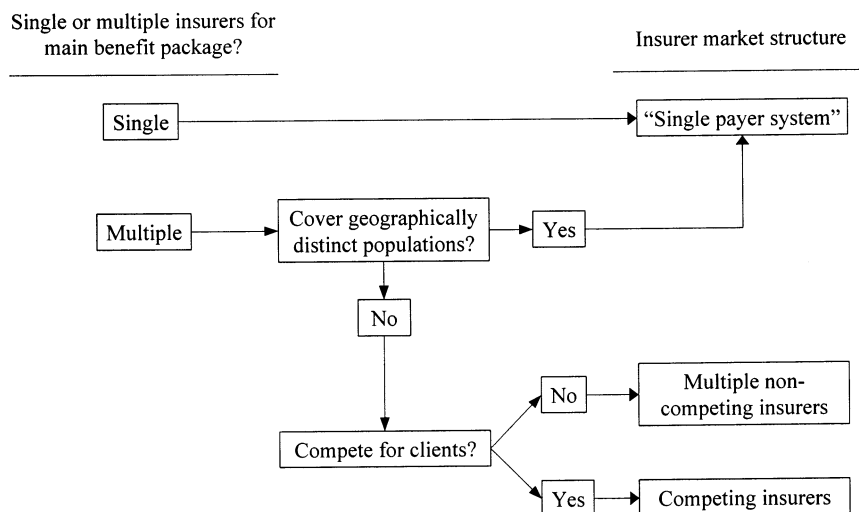 Single or multiple insurers for
main benefit package?
Insurer market structure
Single
“Single payer system”
Multiple
Cover geographically
distinct populations?
Yes
No
No
Multiple non-
competing insurers
Compete for clients?
Yes
Competing insurers